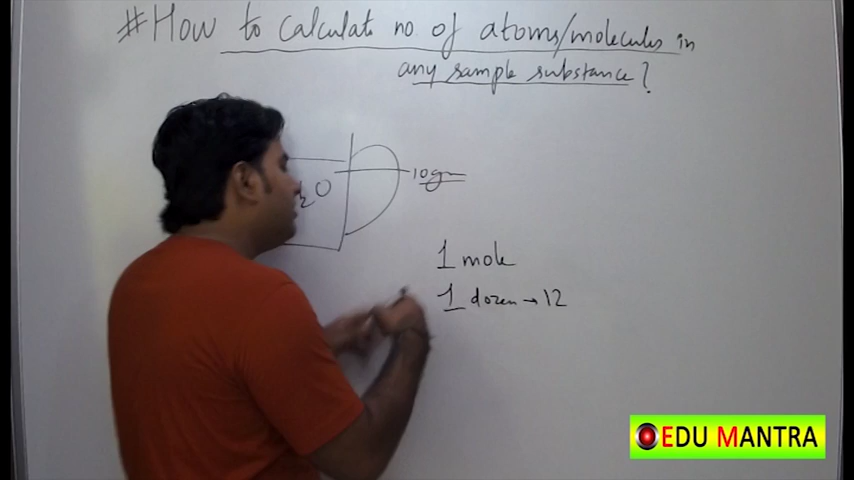 #How to calculate no. of atoms/molecules in
any sample substance?
10gm
2O
1 mole
1 dozen → 12
EDU MANTRA